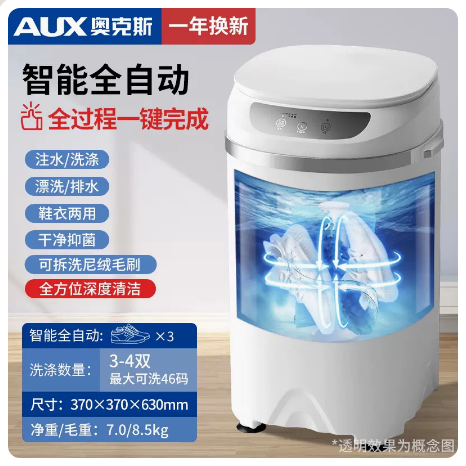 AUX奥克斯 一年换新
智能全自动
全过程一键完成
注水/洗涤
漂洗/排水
鞋衣两用
干净抑菌
可拆洗尼绒毛刷
全方位深度清洁
智能全自动: ×3
洗涤数量: 3-4双
最大可洗46码
尺寸: 370×370×630mm
净重/毛重: 7.0/8.5kg
*透明效果为概念图